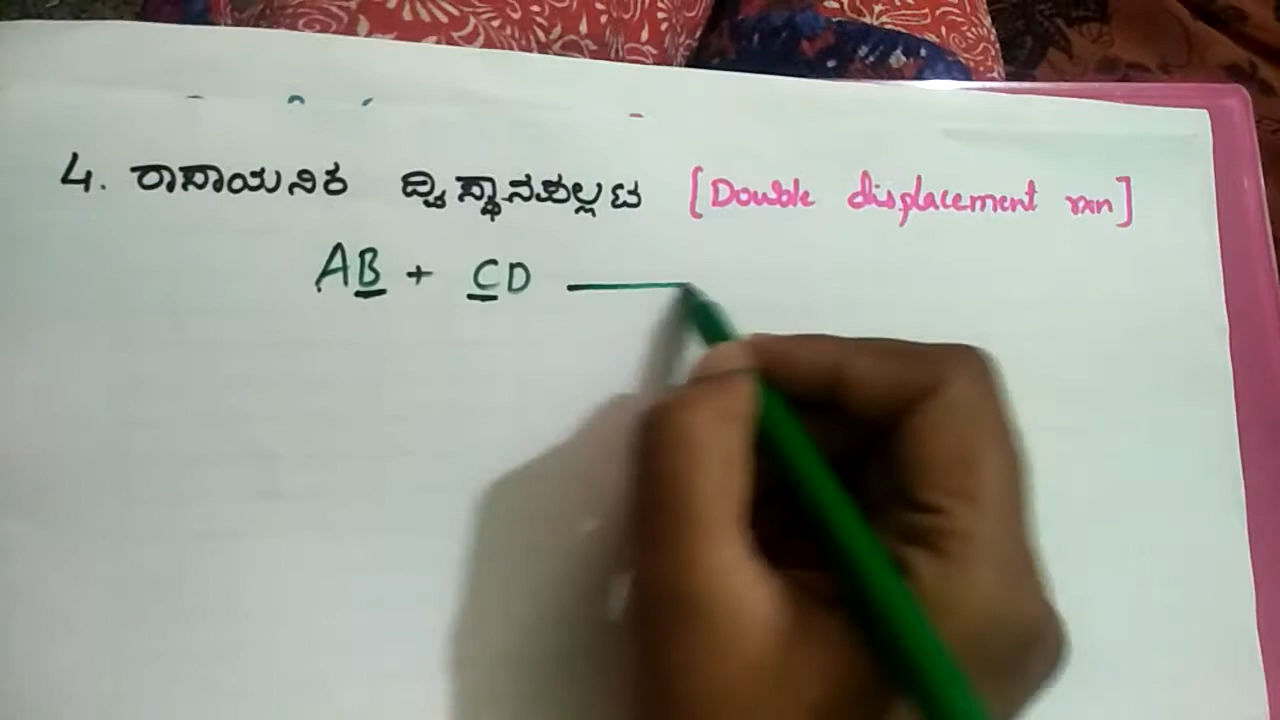 4. ರಾಸಾಯನಿಕ ದ್ವಿಸ್ಥಾನಪಲ್ಲಟ [Double displacement rxn]
AB + CD